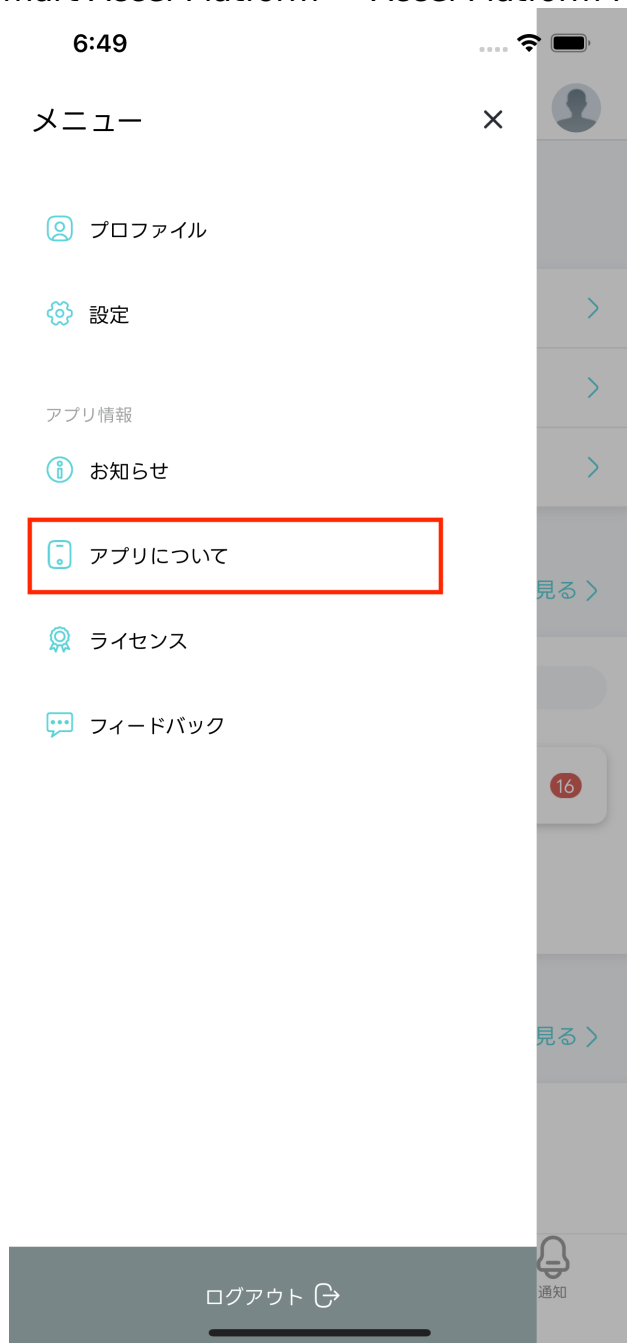 6:49
メニュー
プロファイル
設定
アプリ情報
お知らせ
アプリについて
見る
ライセンス
フィードバック
16
見る
ログアウト
通知